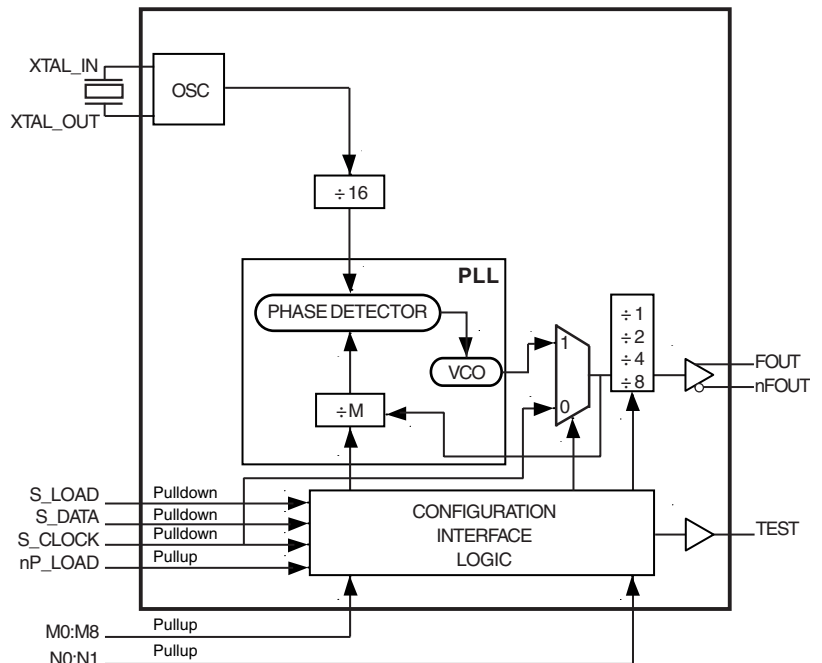 XTAL_IN
OSC
XTAL_OUT
÷ 16
PLL
PHASE DETECTOR
VCO
÷ M
1
0
÷ 1
÷ 2
÷ 4
÷ 8
FOUT
nFOUT
S_LOAD Pulldown
S_DATA Pulldown
S_CLOCK Pulldown
nP_LOAD Pullup
CONFIGURATION
INTERFACE
LOGIC
TEST
M0:M8 Pullup
N0:N1 Pullup